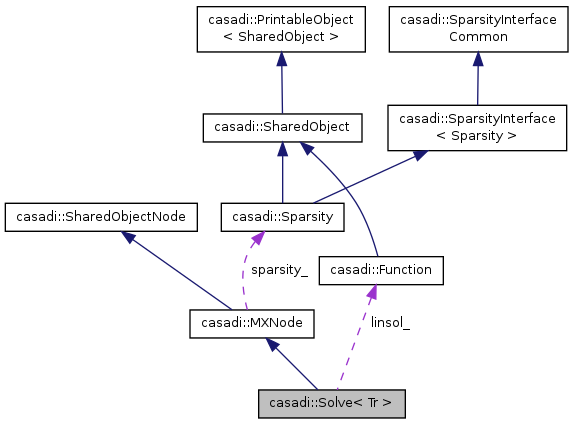 casadi::PrintableObject
< SharedObject >
casadi::SparsityInterface
Common
casadi::SharedObject
casadi::SparsityInterface
< Sparsity >
casadi::SharedObjectNode
casadi::Sparsity
casadi::Function
sparsity_
casadi::MXNode
linsol_
casadi::Solve< Tr >